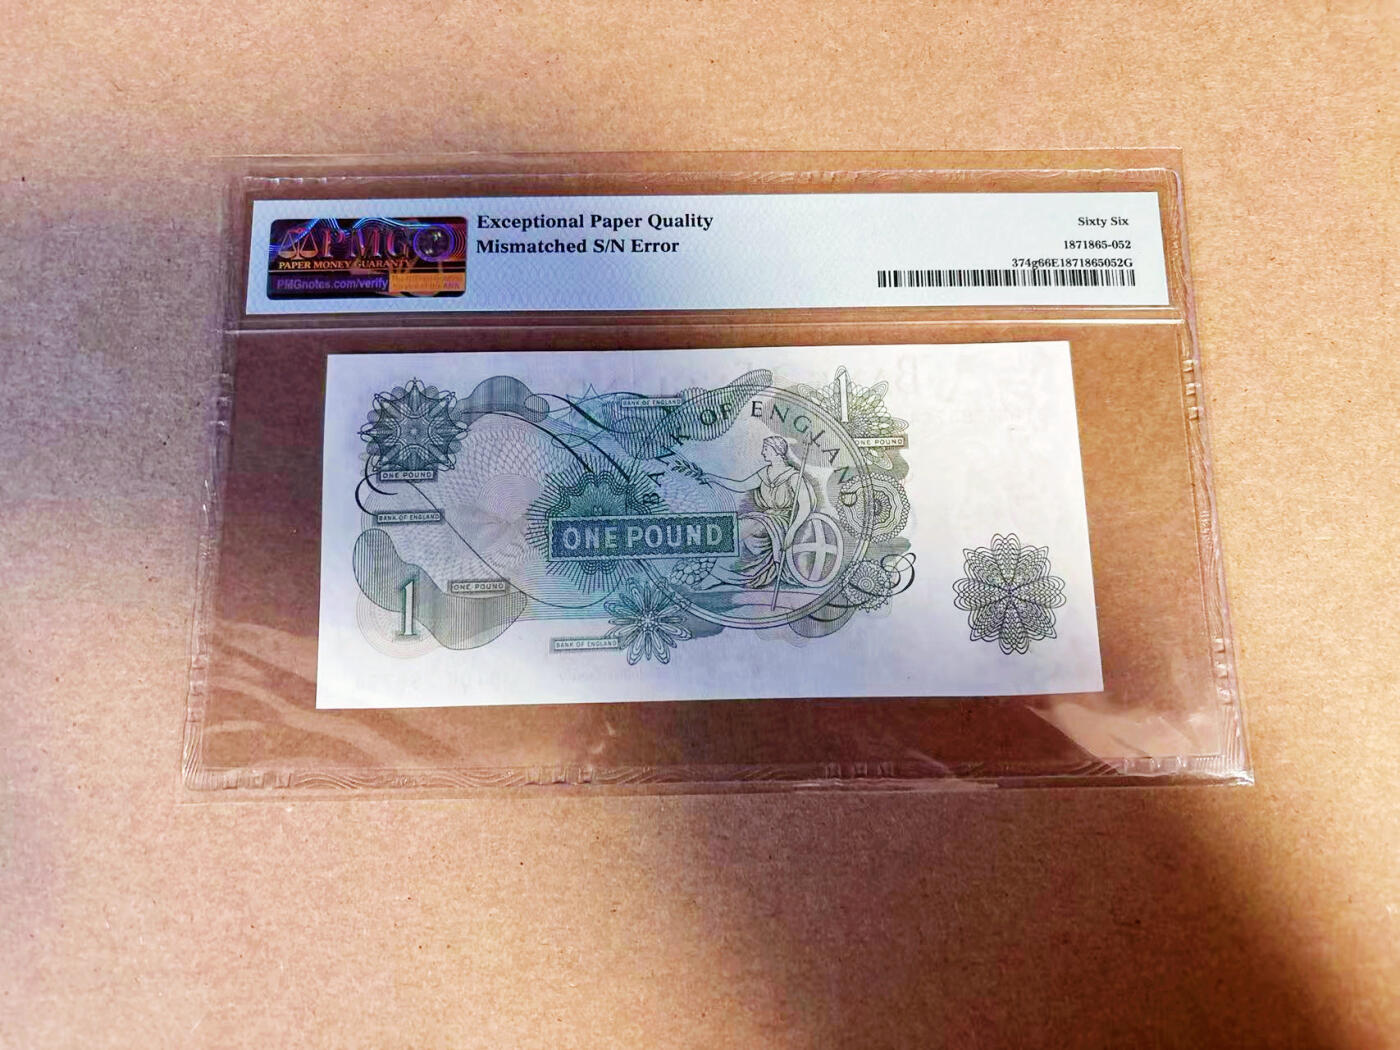 Exceptional Paper Quality
Mismatched S/N Error
Sixty Six
1871865-052
374g66E1871865052G
PMG
PAPER MONEY GUARANTY
PMGnotes.com/verify
BANK OF ENGLAND
BANK OF ENGLAND
1
ONE POUND
ONE POUND
BANK OF ENGLAND
ONE POUND
1
ONE POUND
BANK OF ENGLAND